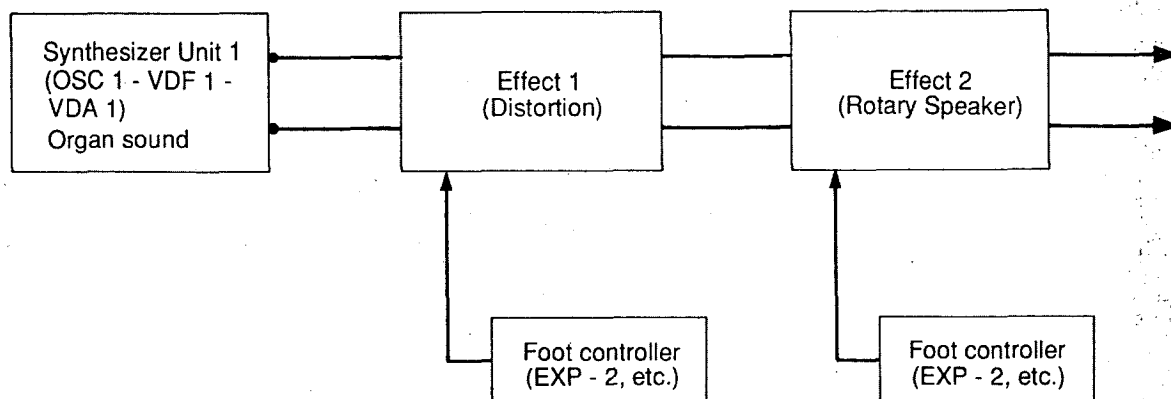 Synthesizer Unit 1
(OSC 1 - VDF 1 -
VDA 1)
Organ sound
Effect 1
(Distortion)
Effect 2
(Rotary Speaker)
Foot controller
(EXP - 2, etc.)
Foot controller
(EXP - 2, etc.)